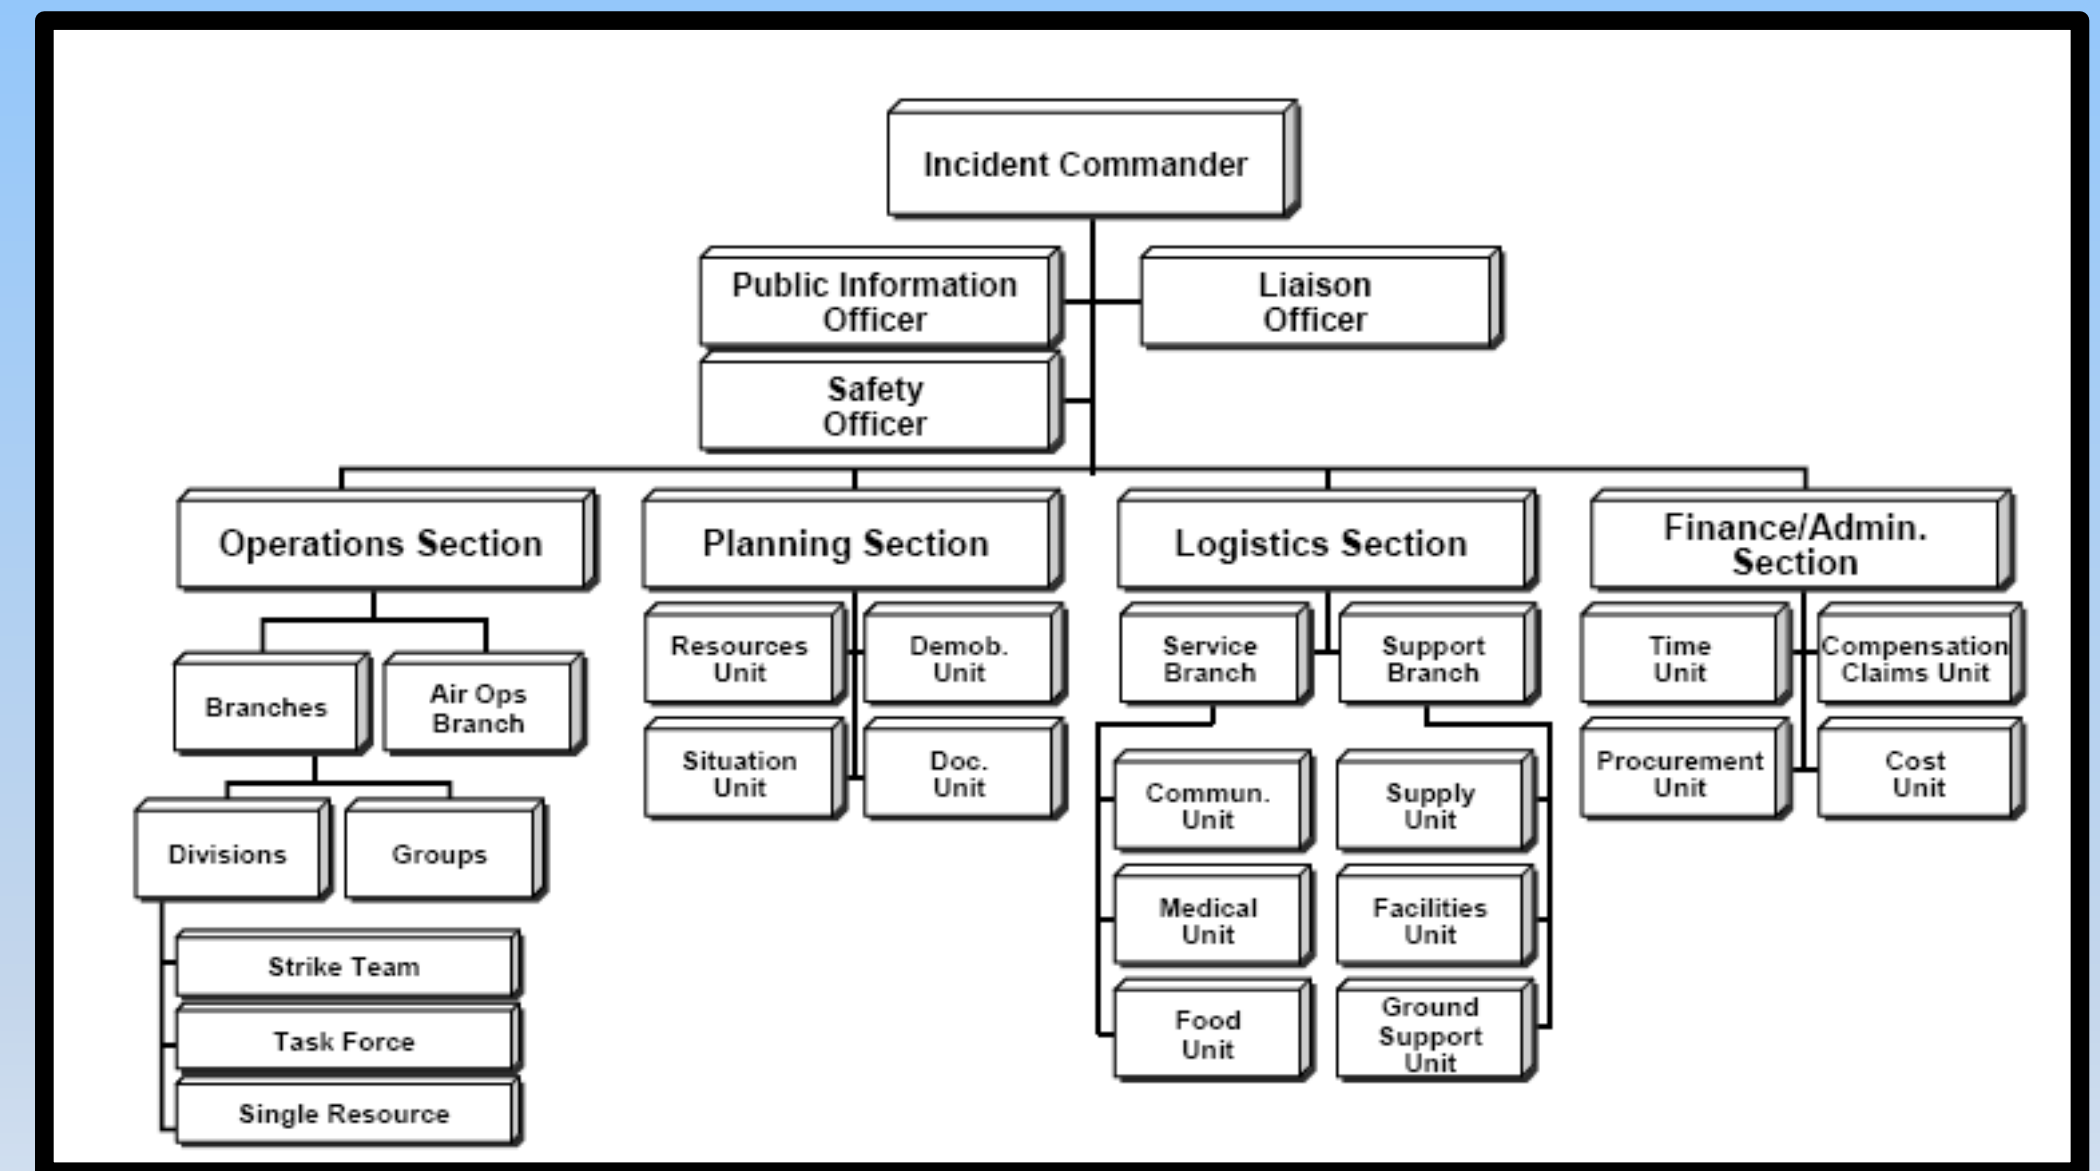 Incident Commander
Public Information
Officer
Liaison
Officer
Safety
Officer
Operations Section
Planning Section
Logistics Section
Finance/Admin.
Section
Branches
Air Ops
Branch
Divisions
Groups
Strike Team
Task Force
Single Resource
Resources
Unit
Demob.
Unit
Situation
Unit
Doc.
Unit
Service
Branch
Support
Branch
Commun.
Unit
Supply
Unit
Medical
Unit
Facilities
Unit
Food
Unit
Ground
Support
Unit
Time
Unit
Compensation
Claims Unit
Procurement
Unit
Cost
Unit